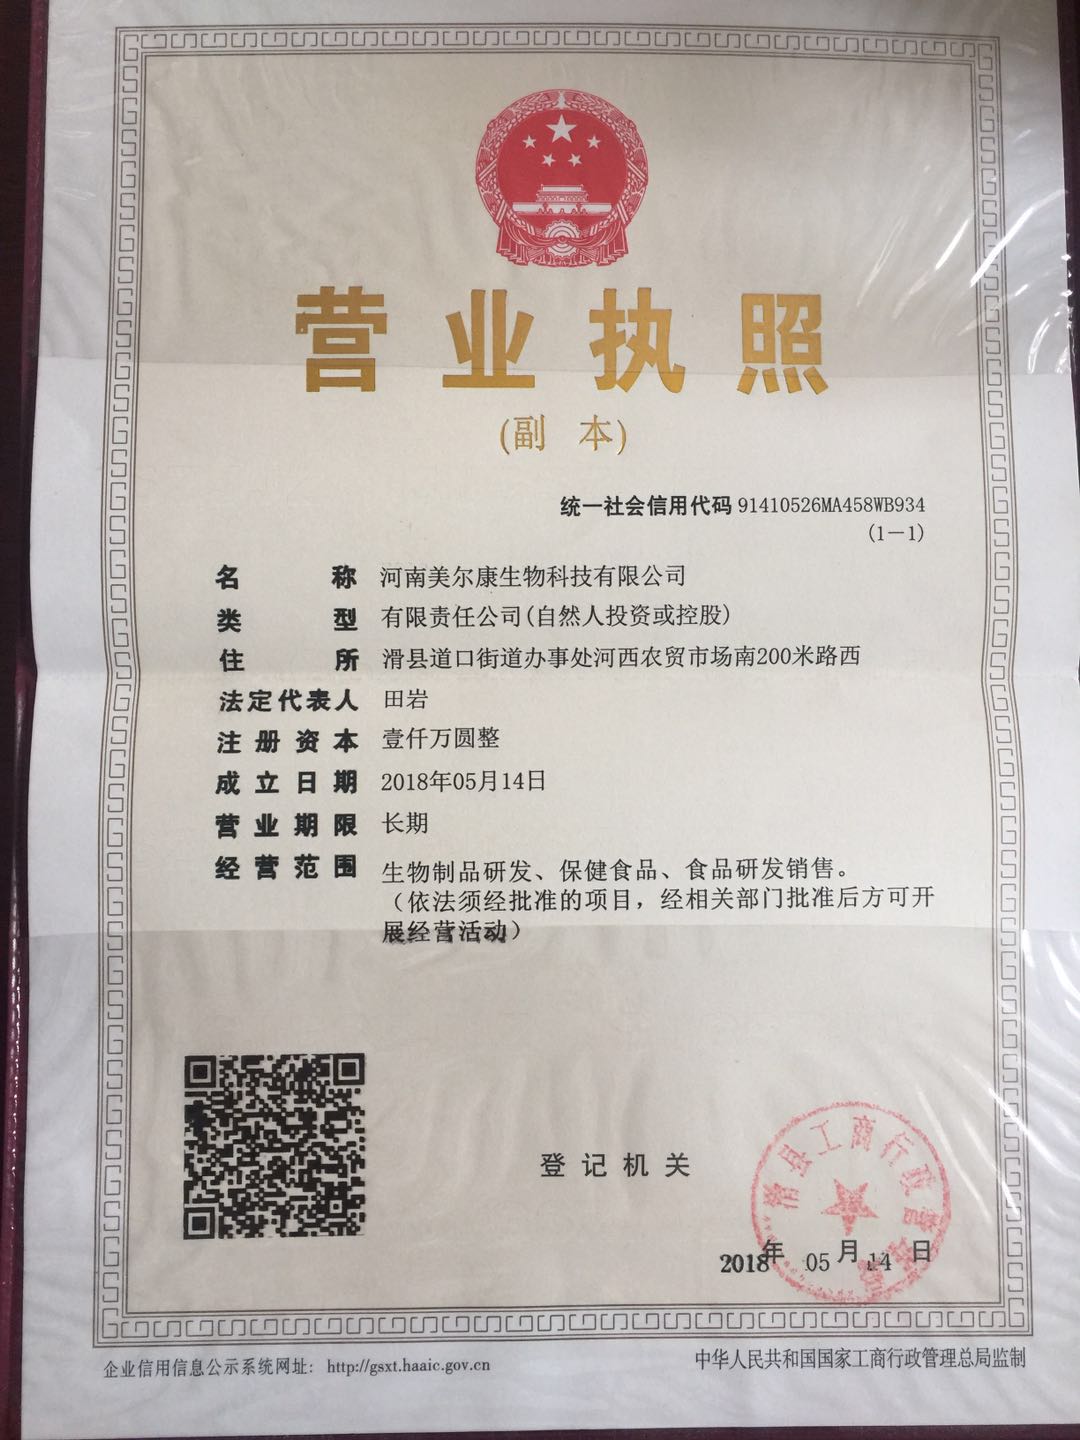 营业执照
(副 本)
统一社会信用代码 91410526MA458WB934
(1－1)
名称 河南美尔康生物科技有限公司
类型 有限责任公司(自然人投资或控股)
住所 滑县道口街道办事处河西农贸市场南200米路西
法定代表人 田岩
注册资本 壹仟万圆整
成立日期 2018年05月14日
营业期限 长期
经营范围 生物制品研发、保健食品、食品研发销售。
（依法须经批准的项目，经相关部门批准后方可开
展经营活动）
登记机关
滑县工商行政管理局
2018年 05月 14日
企业信用信息公示系统网址： http://gsxt.haaic.gov.cn
中华人民共和国国家工商行政管理总局监制